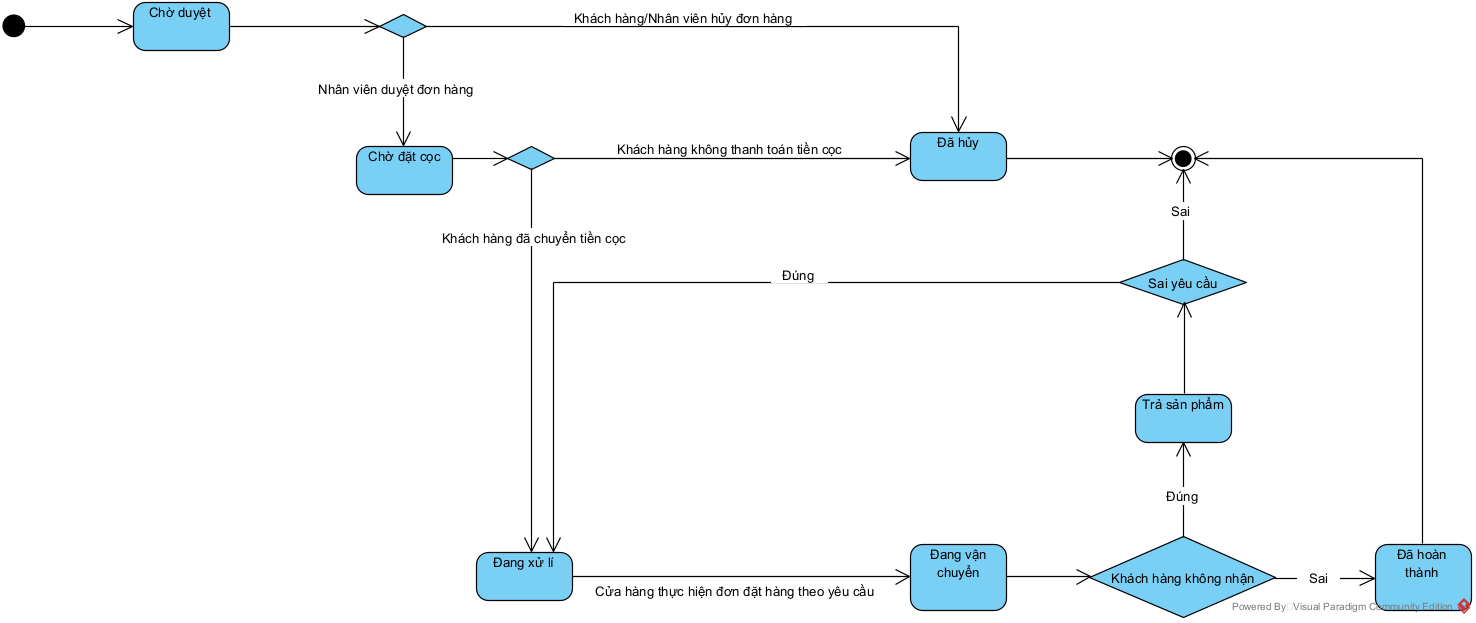 Chờ duyệt
Khách hàng/Nhân viên hủy đơn hàng
Nhân viên duyệt đơn hàng
Chờ đặt cọc
Khách hàng không thanh toán tiền cọc
Đã hủy
Sai
Khách hàng đã chuyển tiền cọc
Đúng
Sai yêu cầu
Trả sản phẩm
Đúng
Đang xử lí
Cửa hàng thực hiện đơn đặt hàng theo yêu cầu
Đang vận
chuyển
Khách hàng không nhận
Sai
Đã hoàn
thành
Powered By Visual Paradigm Community Edition